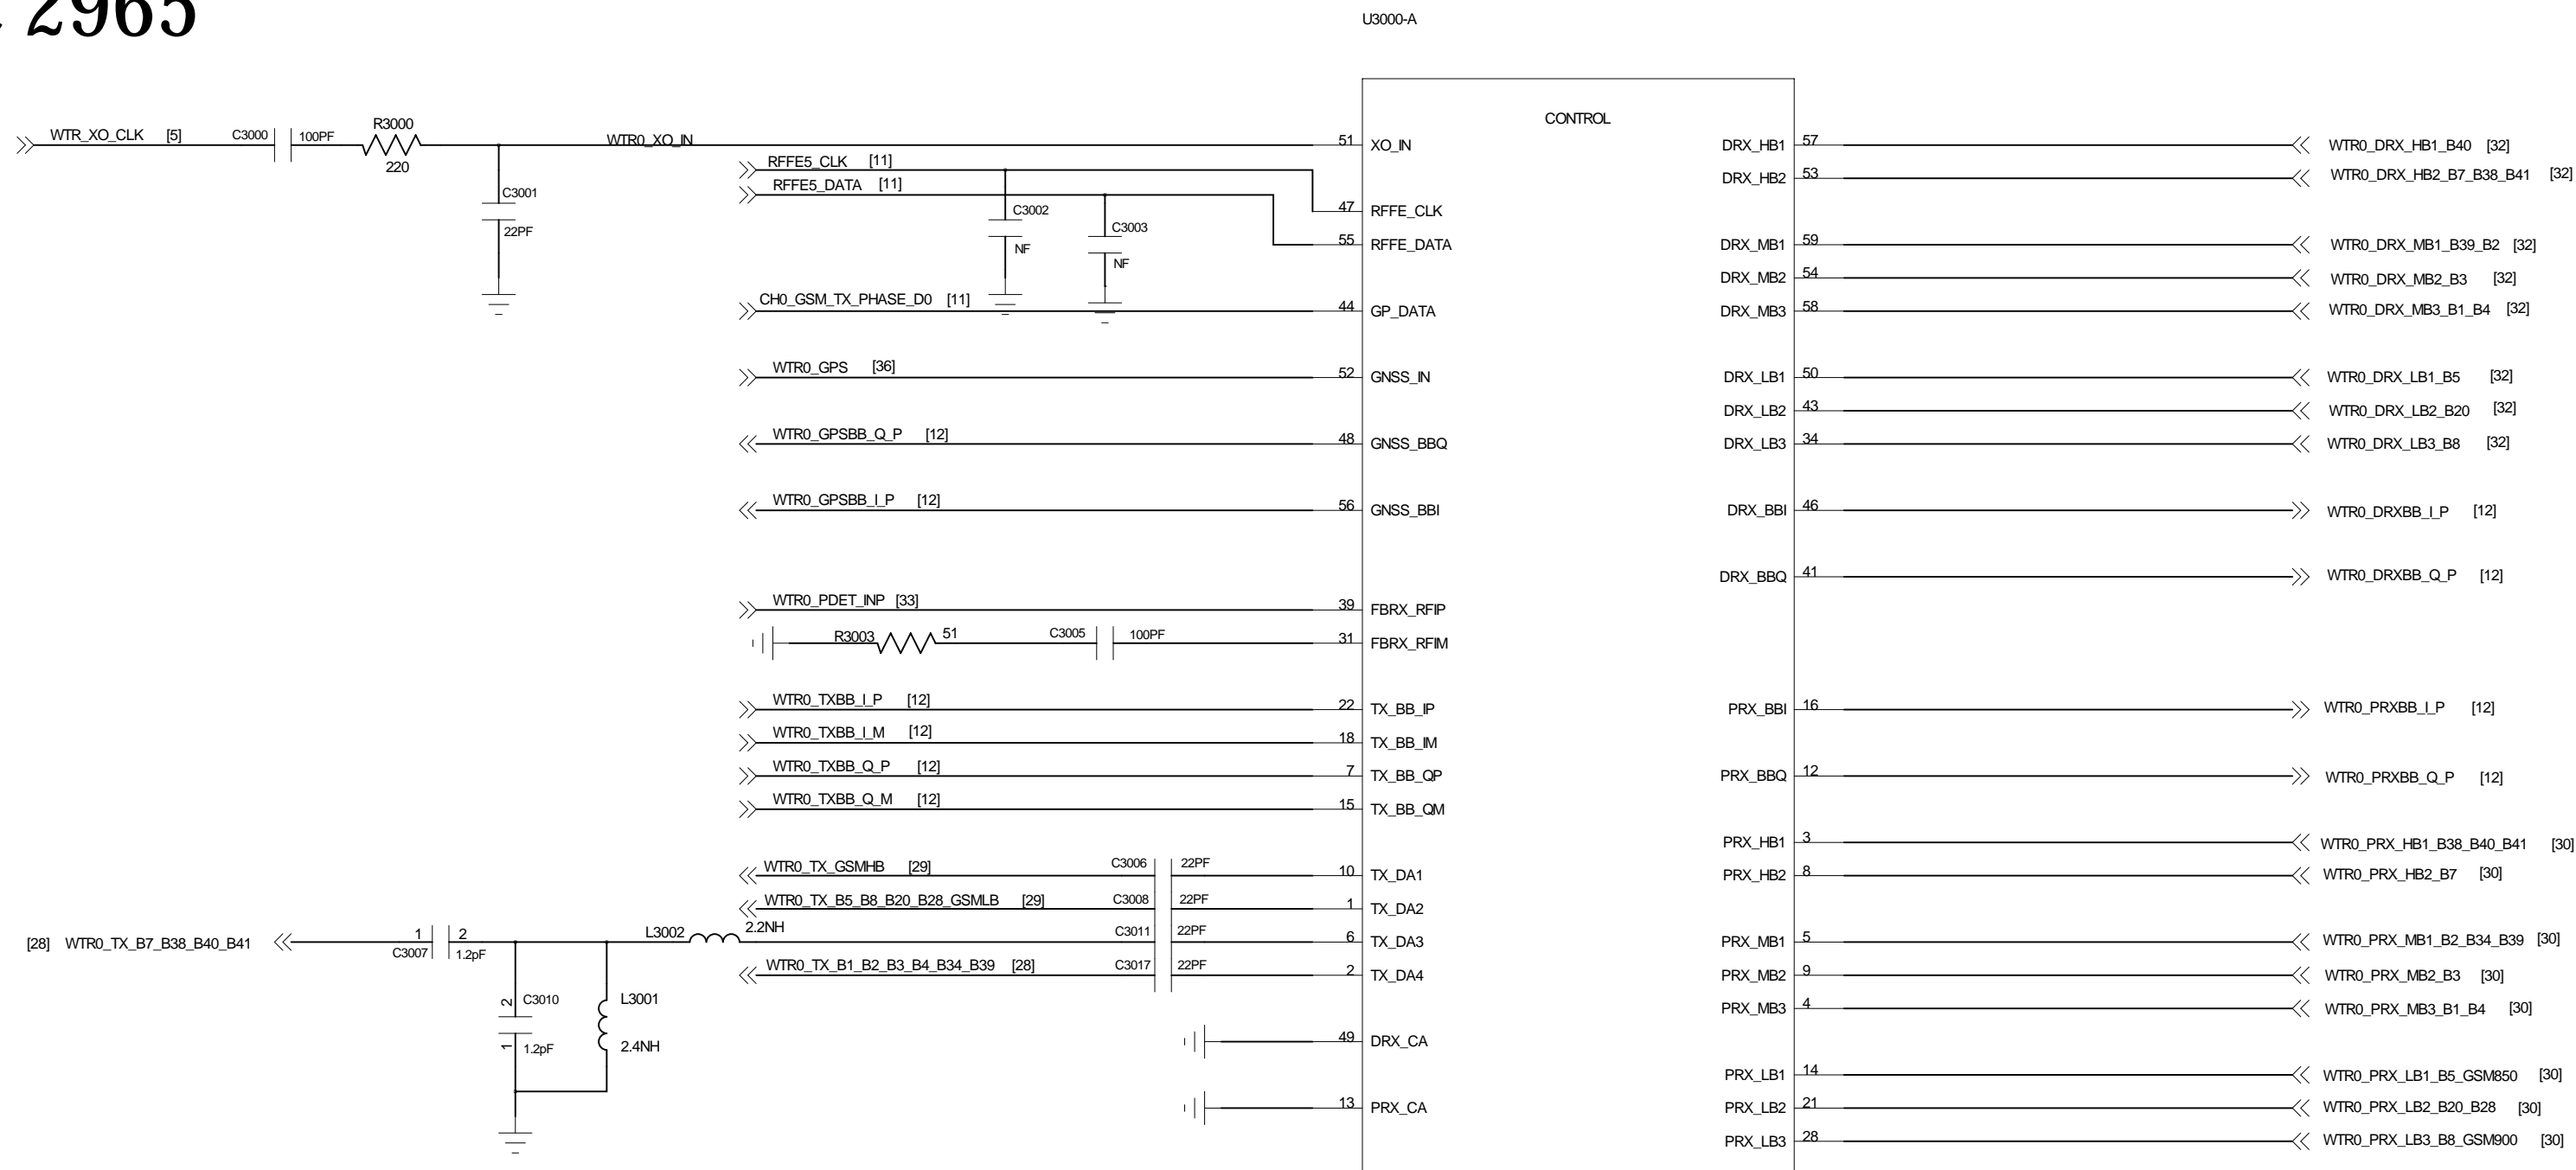 2965
U3000-A
CONTROL
WTR_XO_CLK [5] C3000 100PF R3000 220 WTR0_XO_IN 51 XO_IN
C3001 22PF
RFFE5_CLK [11] 47 RFFE_CLK
RFFE5_DATA [11] 55 RFFE_DATA
C3002 NF
C3003 NF
CH0_GSM_TX_PHASE_D0 [11] 44 GP_DATA
WTR0_GPS [36] 52 GNSS_IN
WTR0_GPSBB_Q_P [12] 48 GNSS_BBQ
WTR0_GPSBB_I_P [12] 56 GNSS_BBI
WTR0_PDET_INP [33] 39 FBRX_RFIP
R3003 51 C3005 100PF 31 FBRX_RFIM
WTR0_TXBB_I_P [12] 22 TX_BB_IP
WTR0_TXBB_I_M [12] 18 TX_BB_IM
WTR0_TXBB_Q_P [12] 7 TX_BB_QP
WTR0_TXBB_Q_M [12] 15 TX_BB_QM
WTR0_TX_GSMHB [29] C3006 22PF 10 TX_DA1
WTR0_TX_B5_B8_B20_B28_GSMLB [29] C3008 22PF 1 TX_DA2
[28] WTR0_TX_B7_B38_B40_B41 1 2 C3007 1.2pF L3002 2.2NH C3011 22PF 6 TX_DA3
WTR0_TX_B1_B2_B3_B4_B34_B39 [28] C3017 22PF 2 TX_DA4
2 C3010 1 1.2pF
L3001 2.4NH
49 DRX_CA
13 PRX_CA
DRX_HB1 57 WTR0_DRX_HB1_B40 [32]
DRX_HB2 53 WTR0_DRX_HB2_B7_B38_B41 [32]
DRX_MB1 59 WTR0_DRX_MB1_B39_B2 [32]
DRX_MB2 54 WTR0_DRX_MB2_B3 [32]
DRX_MB3 58 WTR0_DRX_MB3_B1_B4 [32]
DRX_LB1 50 WTR0_DRX_LB1_B5 [32]
DRX_LB2 43 WTR0_DRX_LB2_B20 [32]
DRX_LB3 34 WTR0_DRX_LB3_B8 [32]
DRX_BBI 46 WTR0_DRXBB_I_P [12]
DRX_BBQ 41 WTR0_DRXBB_Q_P [12]
PRX_BBI 16 WTR0_PRXBB_I_P [12]
PRX_BBQ 12 WTR0_PRXBB_Q_P [12]
PRX_HB1 3 WTR0_PRX_HB1_B38_B40_B41 [30]
PRX_HB2 8 WTR0_PRX_HB2_B7 [30]
PRX_MB1 5 WTR0_PRX_MB1_B2_B34_B39 [30]
PRX_MB2 9 WTR0_PRX_MB2_B3 [30]
PRX_MB3 4 WTR0_PRX_MB3_B1_B4 [30]
PRX_LB1 14 WTR0_PRX_LB1_B5_GSM850 [30]
PRX_LB2 21 WTR0_PRX_LB2_B20_B28 [30]
PRX_LB3 28 WTR0_PRX_LB3_B8_GSM900 [30]